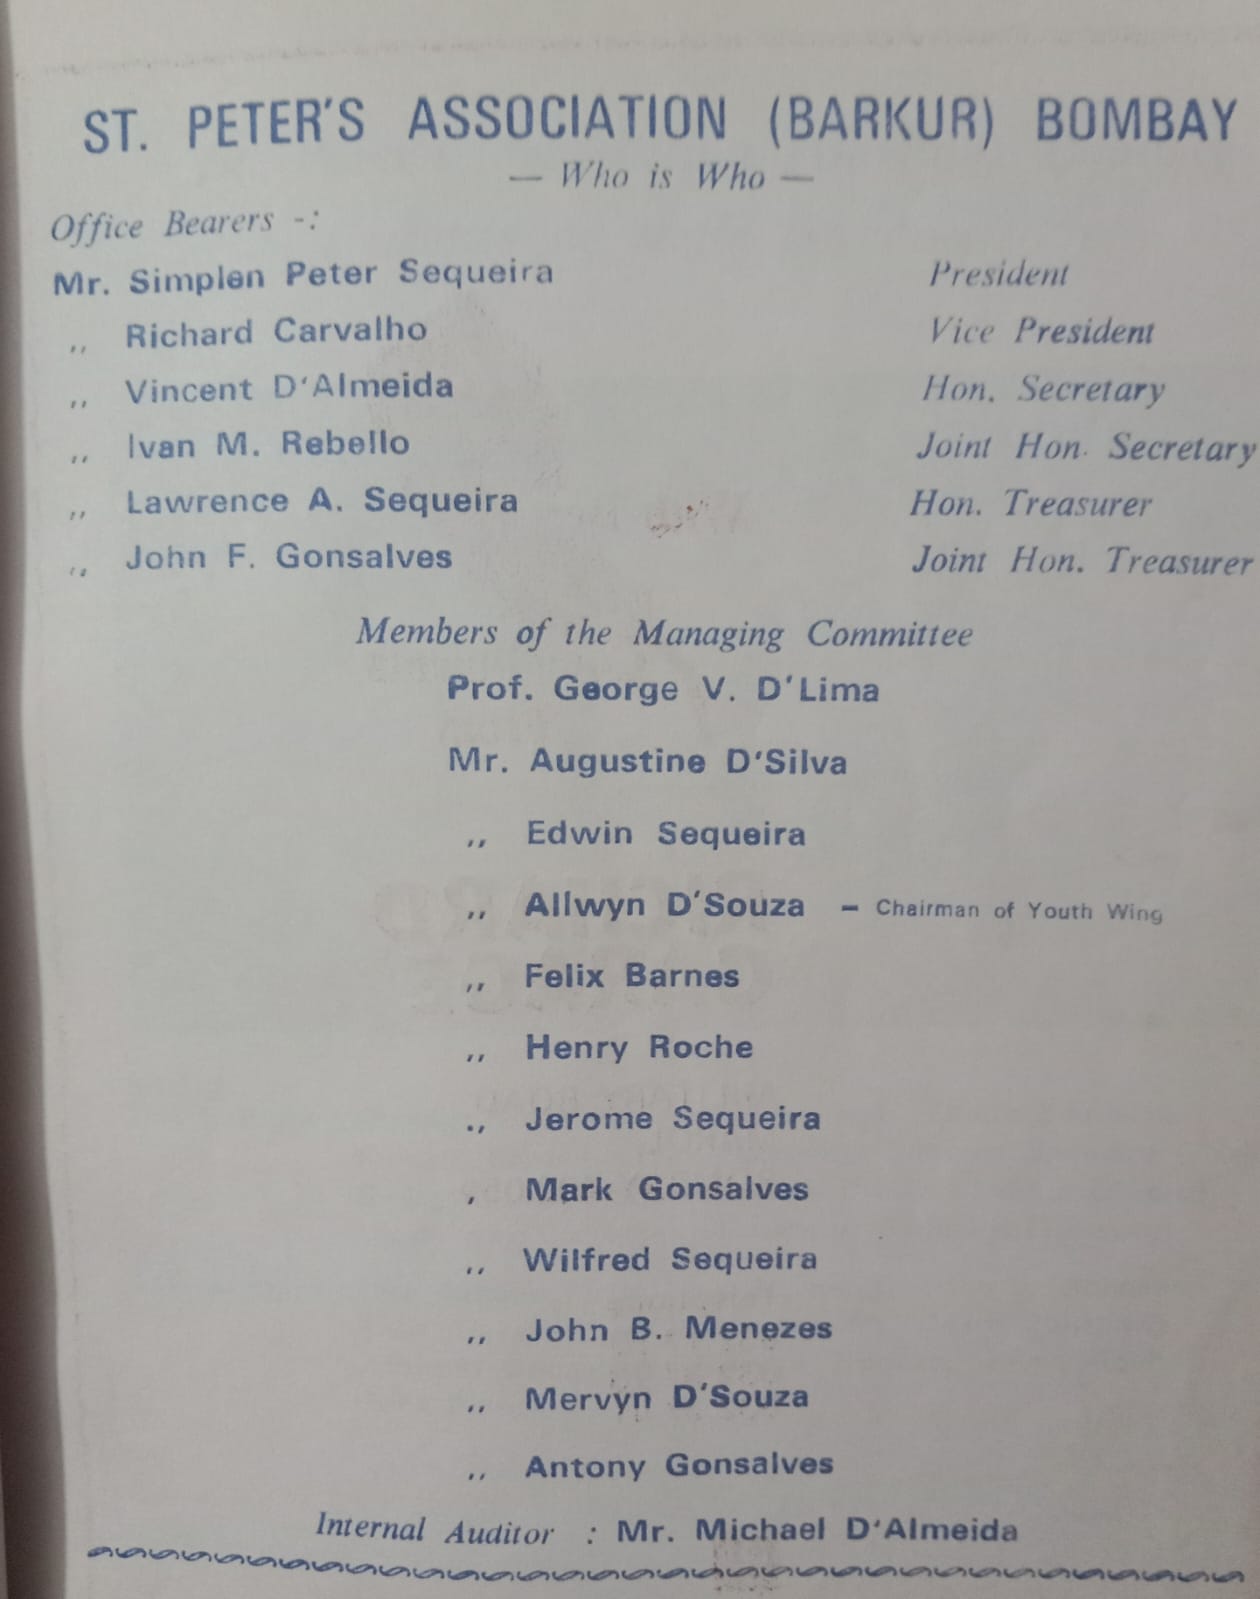 ST. PETER'S ASSOCIATION (BARKUR) BOMBAY
— Who is Who —
Office Bearers -:
Mr. Simplen Peter Sequeira President
,, Richard Carvalho Vice President
,, Vincent D'Almeida Hon. Secretary
,, Ivan M. Rebello Joint Hon. Secretary
,, Lawrence A. Sequeira Hon. Treasurer
,, John F. Gonsalves Joint Hon. Treasurer
Members of the Managing Committee
Prof. George V. D'Lima
Mr. Augustine D'Silva
,, Edwin Sequeira
,, Allwyn D'Souza – Chairman of Youth Wing
,, Felix Barnes
,, Henry Roche
., Jerome Sequeira
, Mark Gonsalves
,, Wilfred Sequeira
,, John B. Menezes
,, Mervyn D'Souza
,, Antony Gonsalves
Internal Auditor : Mr. Michael D'Almeida